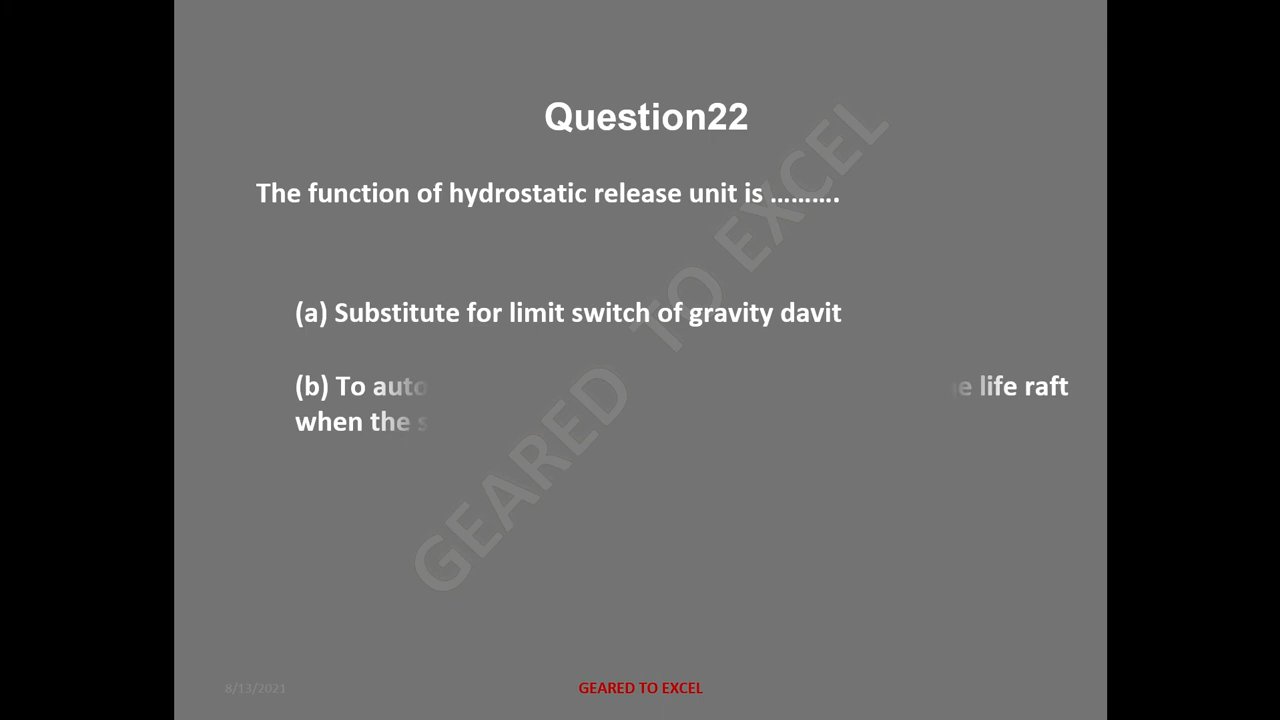 Question22
The function of hydrostatic release unit is ..........
(a) Substitute for limit switch of gravity davit
(b) To life raft
when the
GEARED TO EXCEL
8/13/2021
GEARED TO EXCEL